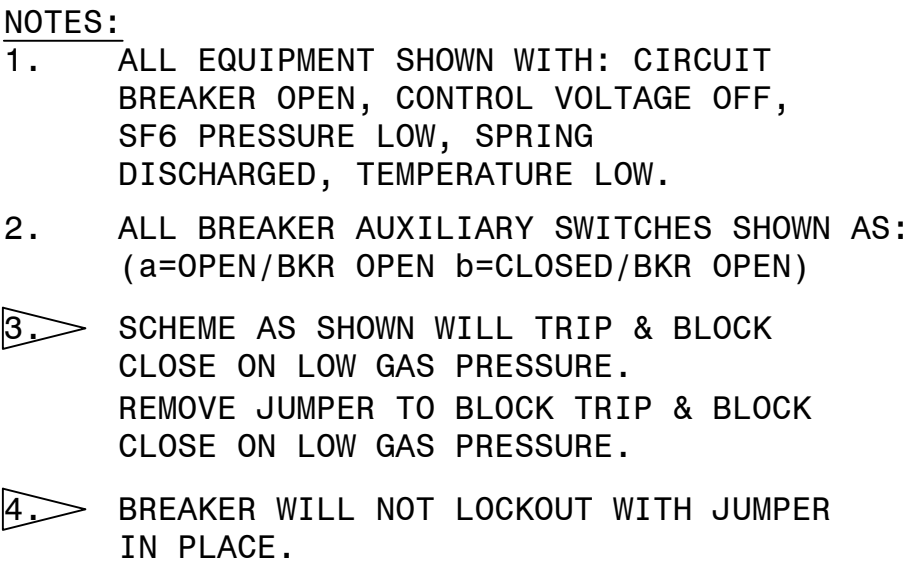 NOTES:
1. ALL EQUIPMENT SHOWN WITH: CIRCUIT
BREAKER OPEN, CONTROL VOLTAGE OFF,
SF6 PRESSURE LOW, SPRING
DISCHARGED, TEMPERATURE LOW.
2. ALL BREAKER AUXILIARY SWITCHES SHOWN AS:
(a=OPEN/BKR OPEN b=CLOSED/BKR OPEN)
3. SCHEME AS SHOWN WILL TRIP & BLOCK
CLOSE ON LOW GAS PRESSURE.
REMOVE JUMPER TO BLOCK TRIP & BLOCK
CLOSE ON LOW GAS PRESSURE.
4. BREAKER WILL NOT LOCKOUT WITH JUMPER
IN PLACE.